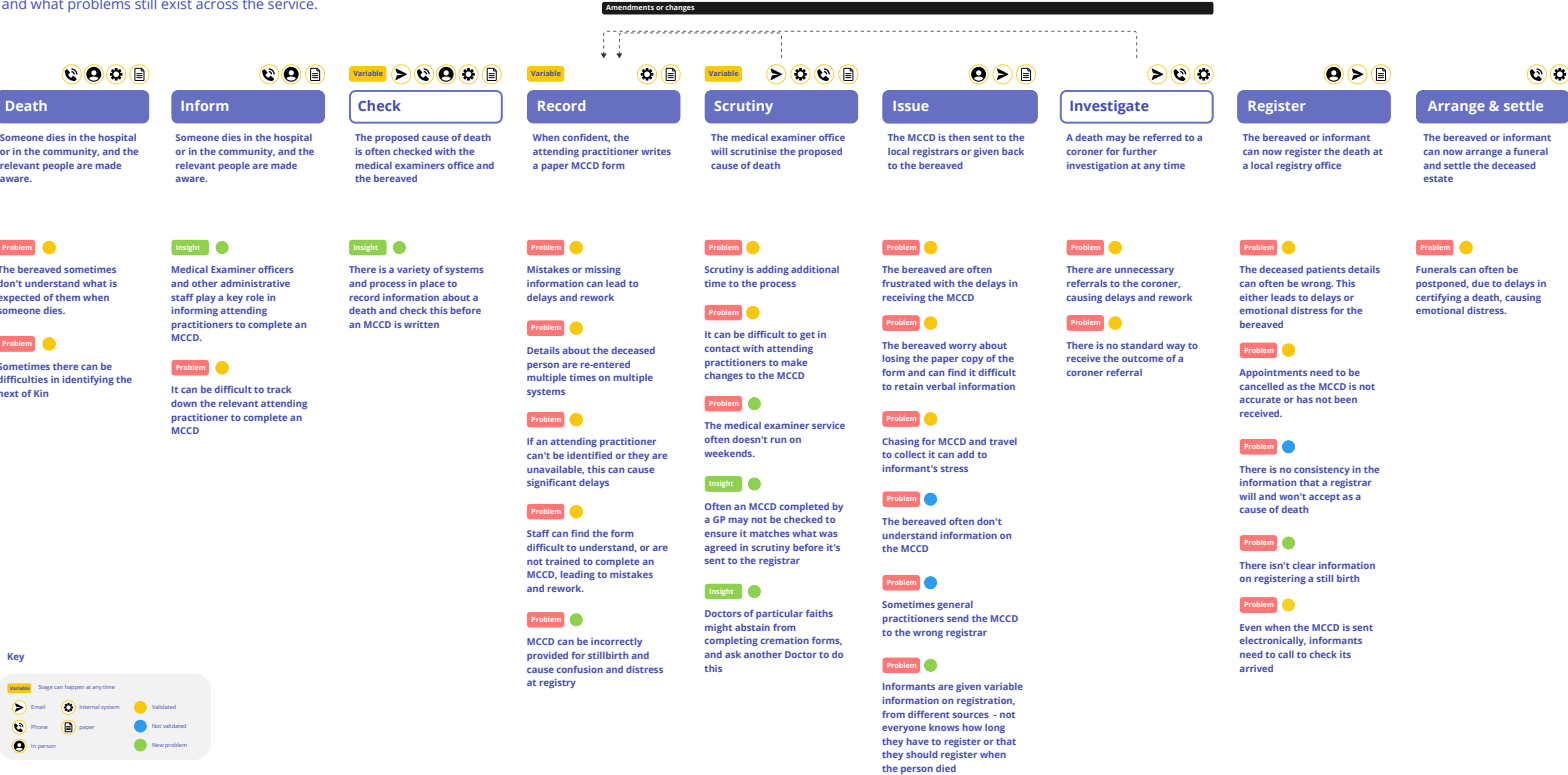 and what problems still exist across the service.
Amendments or changes
Death
Someone dies in the hospital
or in the community, and the
relevant people are made
aware.
Problem
The bereaved sometimes
don't understand what is
expected of them when
someone dies.
Problem
Sometimes there can be
difficulties in identifying the
next of Kin
Inform
Someone dies in the hospital
or in the community, and the
relevant people are made
aware.
Insight
Medical Examiner officers
and other administrative
staff play a key role in
informing attending
practitioners to complete an
MCCD.
Problem
It can be difficult to track
down the relevant attending
practitioner to complete an
MCCD
Variable
Check
The proposed cause of death
is often checked with the
medical examiners office and
the bereaved
Insight
There is a variety of systems
and process in place to
record information about a
death and check this before
an MCCD is written
Variable
Record
When confident, the
attending practitioner writes
a paper MCCD form
Problem
Mistakes or missing
information can lead to
delays and rework
Problem
Details about the deceased
person are re-entered
multiple times on multiple
systems
Problem
If an attending practitioner
can't be identified or they are
unavailable, this can cause
significant delays
Problem
Staff can find the form
difficult to understand, or are
not trained to complete an
MCCD, leading to mistakes
and rework.
Problem
MCCD can be incorrectly
provided for stillbirth and
cause confusion and distress
at registry
Variable
Scrutiny
The medical examiner office
will scrutinise the proposed
cause of death
Problem
Scrutiny is adding additional
time to the process
Problem
It can be difficult to get in
contact with attending
practitioners to make
changes to the MCCD
Problem
The medical examiner service
often doesn't run on
weekends.
Insight
Often an MCCD completed by
a GP may not be checked to
ensure it matches what was
agreed in scrutiny before it's
sent to the registrar
Insight
Doctors of particular faiths
might abstain from
completing cremation forms,
and ask another Doctor to do
this
Issue
The MCCD is then sent to the
local registrars or given back
to the bereaved
Problem
The bereaved are often
frustrated with the delays in
receiving the MCCD
Problem
The bereaved worry about
losing the paper copy of the
form and can find it difficult
to retain verbal information
Problem
Chasing for MCCD and travel
to collect it can add to
informant's stress
Problem
The bereaved often don't
understand information on
the MCCD
Problem
Sometimes general
practitioners send the MCCD
to the wrong registrar
Problem
Informants are given variable
information on registration,
from different sources - not
everyone knows how long
they have to register or that
they should register when
the person died
Investigate
A death may be referred to a
coroner for further
investigation at any time
Problem
There are unnecessary
referrals to the coroner,
causing delays and rework
Problem
There is no standard way to
receive the outcome of a
coroner referral
Register
The bereaved or informant
can now register the death at
a local registry office
Problem
The deceased patients details
can often be wrong. This
either leads to delays or
emotional distress for the
bereaved
Problem
Appointments need to be
cancelled as the MCCD is not
accurate or has not been
received.
Problem
There is no consistency in the
information that a registrar
will and won't accept as a
cause of death
Problem
There isn't clear information
on registering a still birth
Problem
Even when the MCCD is sent
electronically, informants
need to call to check its
arrived
Arrange & settle
The bereaved or informant
can now arrange a funeral
and settle the deceased
estate
Problem
Funerals can often be
postponed, due to delays in
certifying a death, causing
emotional distress.
Key
Variable Stage can happen at any time
Email Internal system Validated
Phone paper Not validated
In person New problem